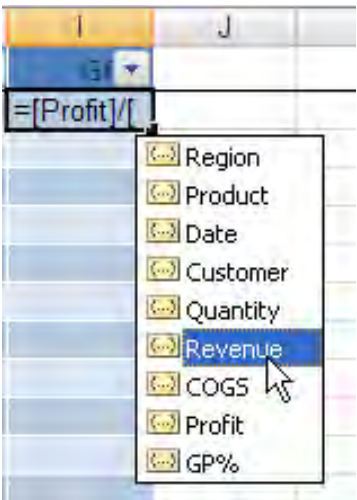 I J
=[Profit]/[
Region
Product
Date
Customer
Quantity
Revenue
COGS
Profit
GP%